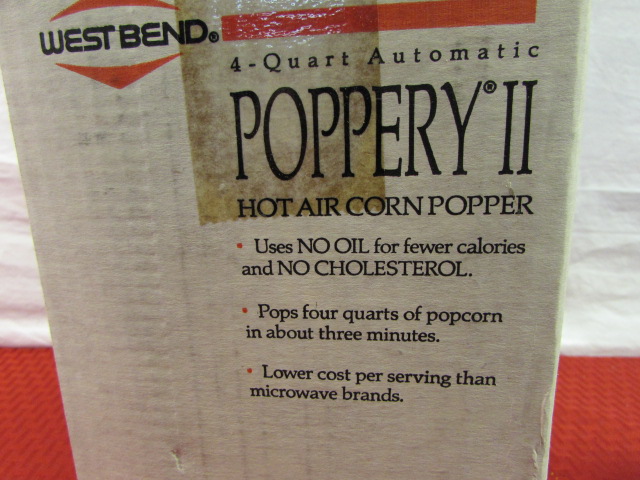 WEST BEND®
4-Quart Automatic
POPPERY® II
HOT AIR CORN POPPER
• Uses NO OIL for fewer calories
and NO CHOLESTEROL.
• Pops four quarts of popcorn
in about three minutes.
• Lower cost per serving than
microwave brands.